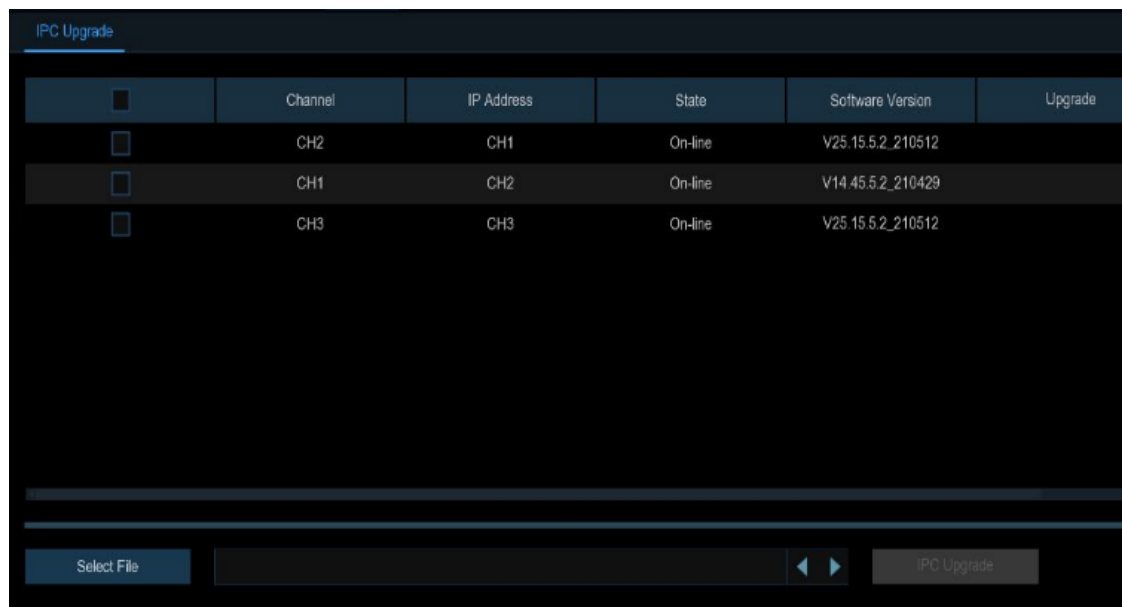 IPC Upgrade
Channel IP Address State Software Version Upgrade
CH2 CH1 On-line V25.15.5.2_210512
CH1 CH2 On-line V14.45.5.2_210429
CH3 CH3 On-line V25.15.5.2_210512
Select File IPC Upgrade